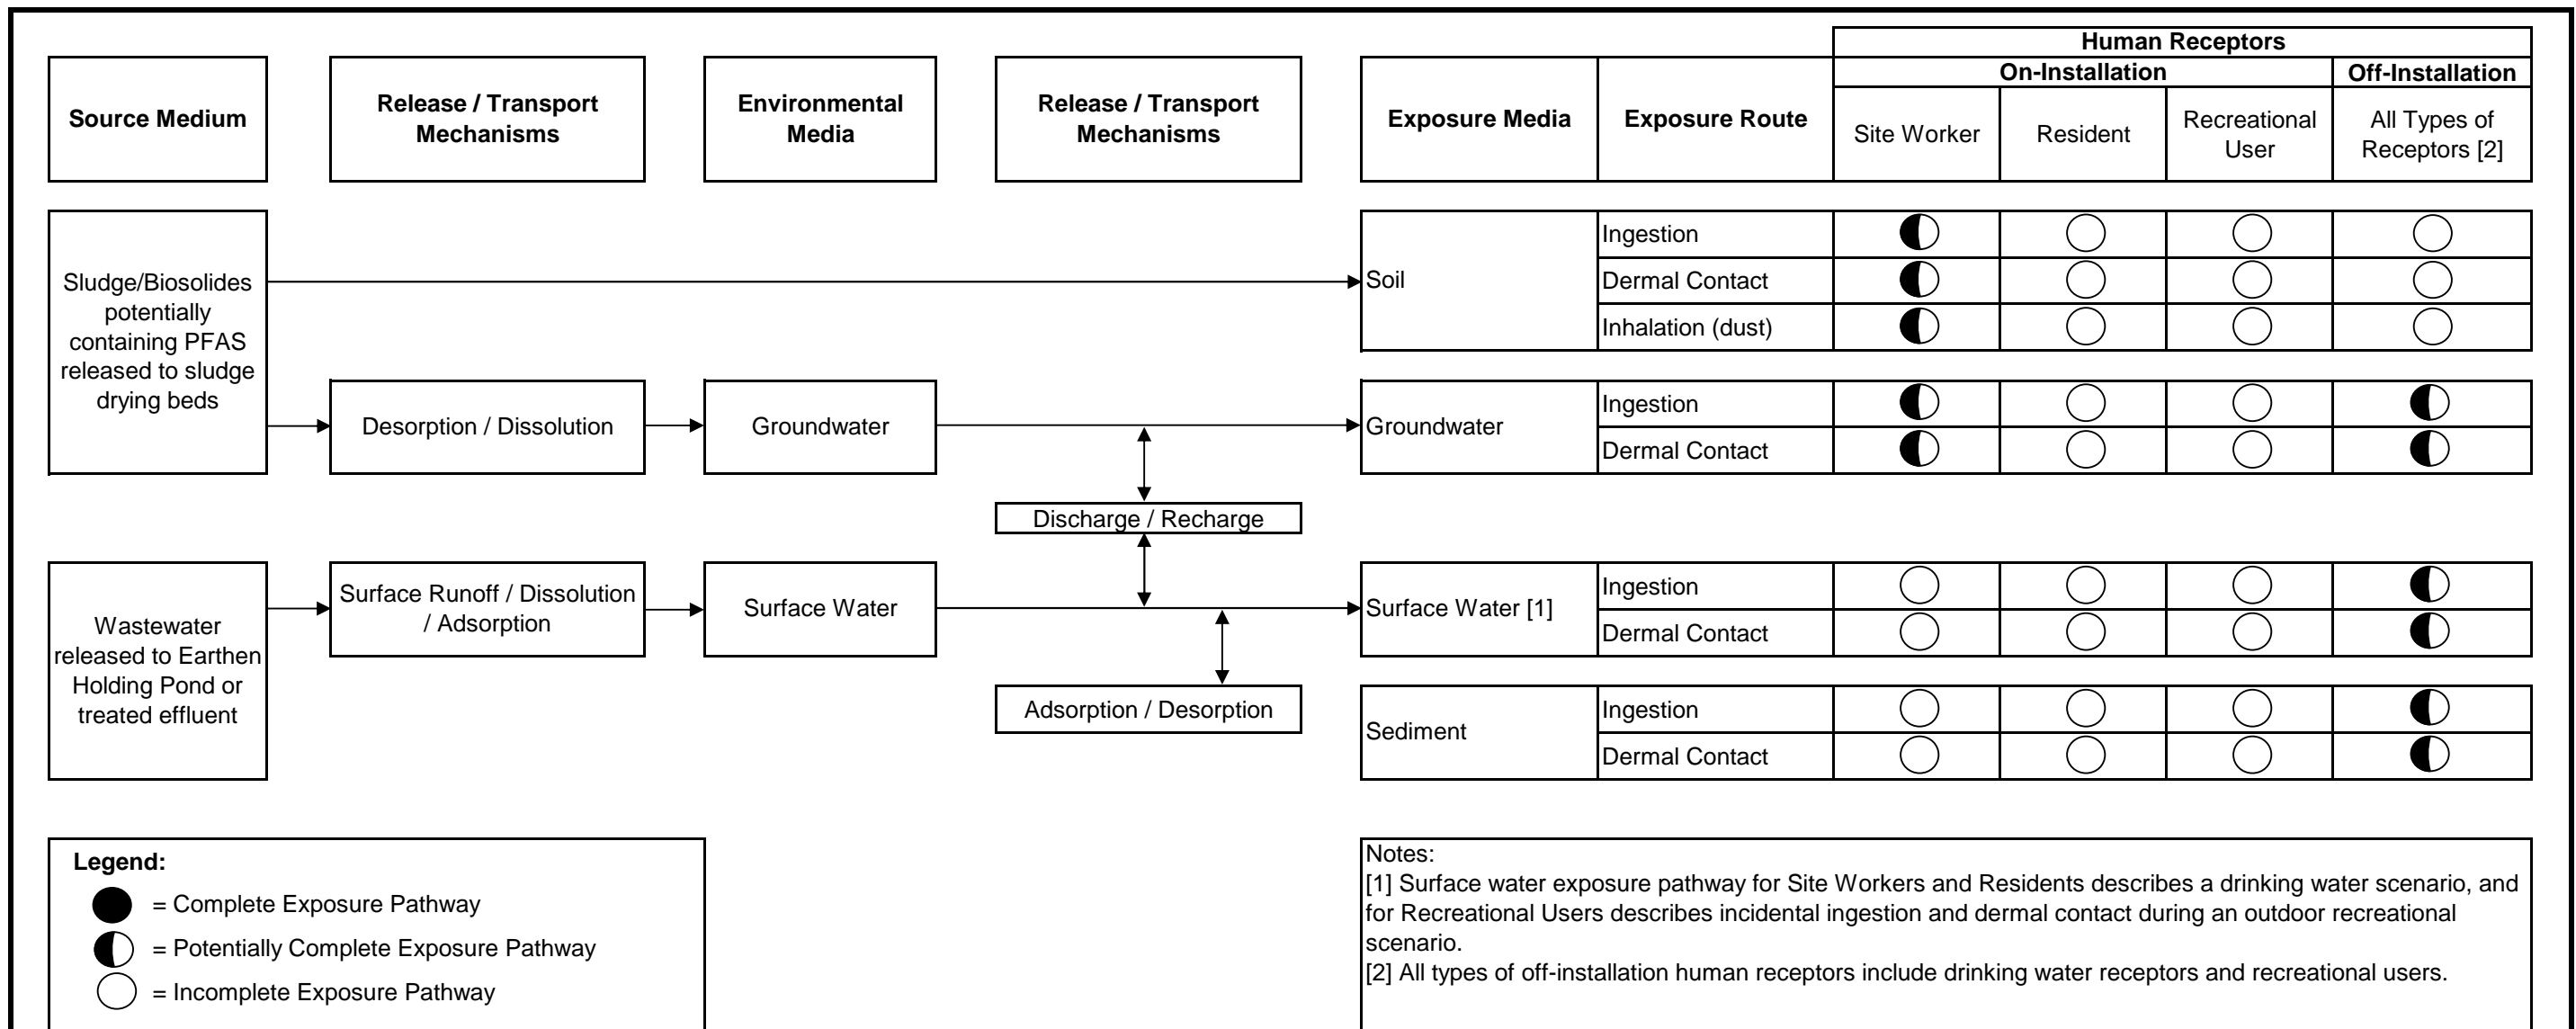 Human Receptors
On-Installation
Off-Installation
Source Medium
Release / Transport
Mechanisms
Environmental
Media
Release / Transport
Mechanisms
Exposure Media
Exposure Route
Site Worker
Resident
Recreational
User
All Types of
Receptors [2]
Sludge/Biosolides
potentially
containing PFAS
released to sludge
drying beds
Soil
Ingestion
Dermal Contact
Inhalation (dust)
Desorption / Dissolution
Groundwater
Groundwater
Ingestion
Dermal Contact
Discharge / Recharge
Wastewater
released to Earthen
Holding Pond or
treated effluent
Surface Runoff / Dissolution
/ Adsorption
Surface Water
Surface Water [1]
Ingestion
Dermal Contact
Adsorption / Desorption
Sediment
Ingestion
Dermal Contact
Legend:
= Complete Exposure Pathway
= Potentially Complete Exposure Pathway
= Incomplete Exposure Pathway
Notes:
[1] Surface water exposure pathway for Site Workers and Residents describes a drinking water scenario, and
for Recreational Users describes incidental ingestion and dermal contact during an outdoor recreational
scenario.
[2] All types of off-installation human receptors include drinking water receptors and recreational users.